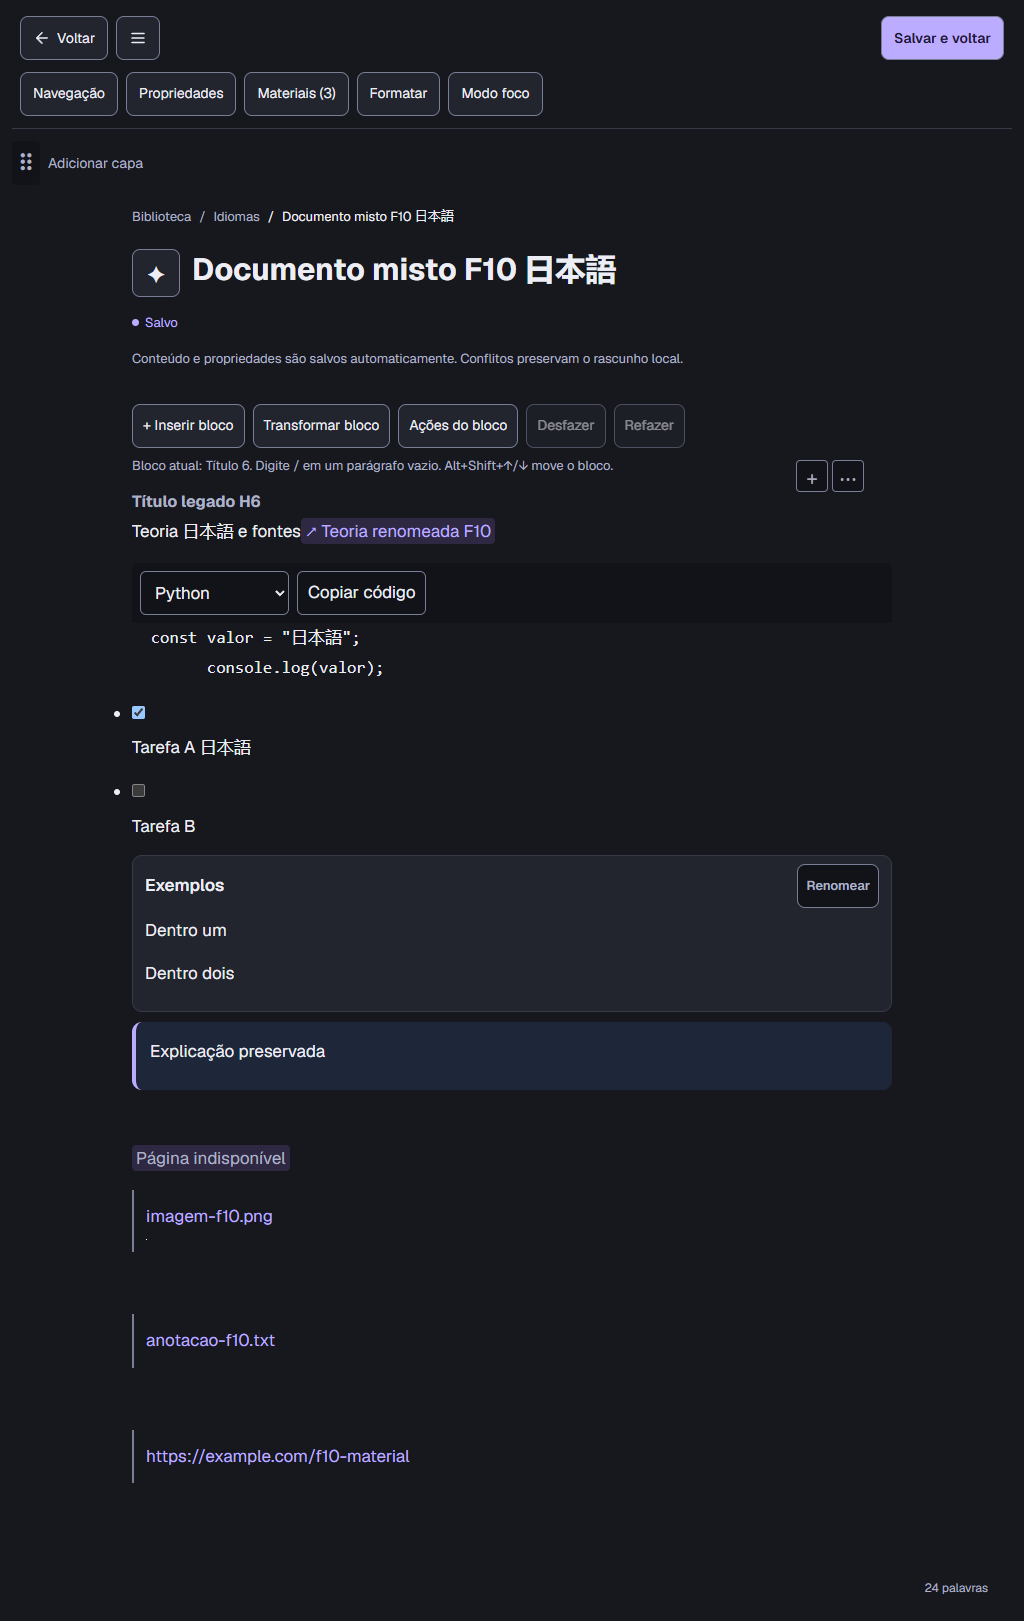 Voltar
Salvar e voltar
Navegação
Propriedades
Materiais (3)
Formatar
Modo foco
Adicionar capa
Biblioteca / Idiomas / Documento misto F10 日本語
Documento misto F10 日本語
Salvo
Conteúdo e propriedades são salvos automaticamente. Conflitos preservam o rascunho local.
+ Inserir bloco
Transformar bloco
Ações do bloco
Desfazer
Refazer
Bloco atual: Título 6. Digite / em um parágrafo vazio. Alt+Shift+↑/↓ move o bloco.
+ ...
Título legado H6
Teoria 日本語 e fontes ↗ Teoria renomeada F10
Python
Copiar código
const valor = "日本語";
console.log(valor);
Tarefa A 日本語
Tarefa B
Exemplos
Renomear
Dentro um
Dentro dois
Explicação preservada
Página indisponível
imagem-f10.png
anotacao-f10.txt
https://example.com/f10-material
24 palavras